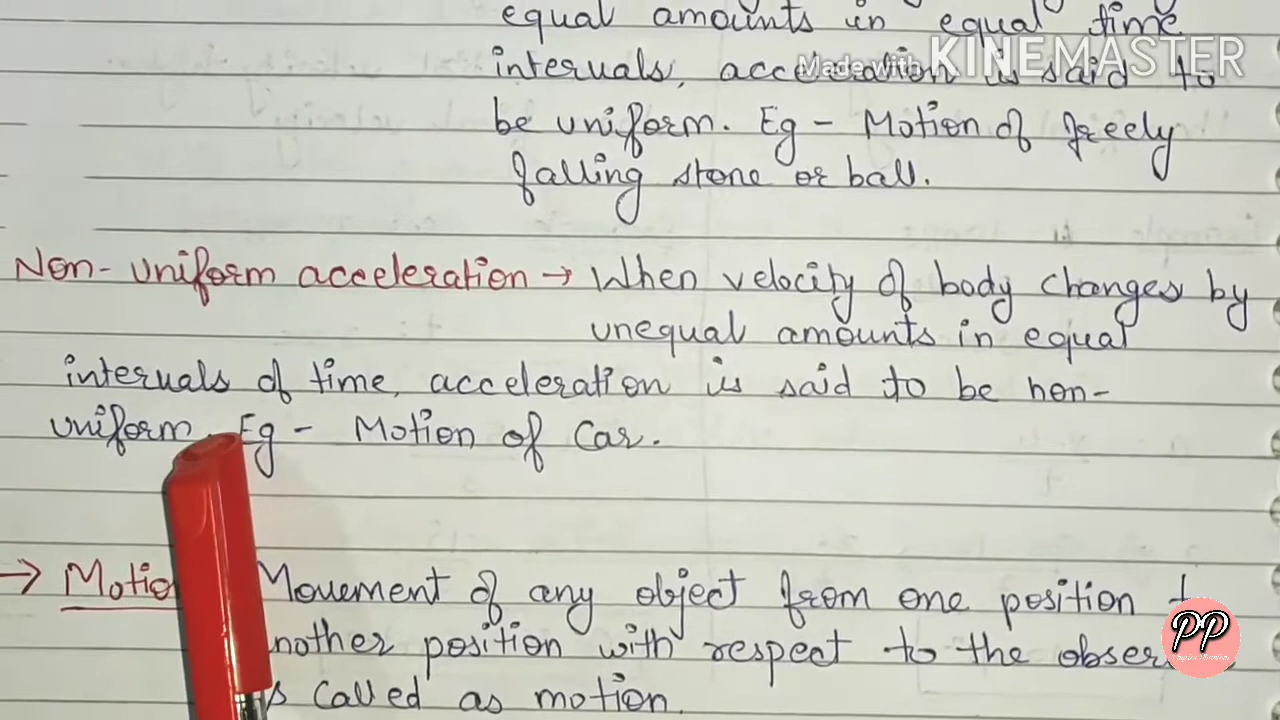 equal amounts in equal time
Made with KINEMASTER
intervals, acceleration is said to
be uniform. Eg - Motion of freely
falling stone or ball.
Non-uniform acceleration → When velocity of body changes by
unequal amounts in equal
intervals of time, acceleration is said to be non-
uniform. Eg - Motion of Car.
→ Motio Movement of any object from one position t
nother position with respect to the obser
s called as motion.
PP